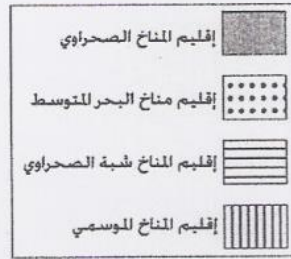 إقليم المناخ الصحراوي
إقليم مناخ البحر المتوسط
إقليم المناخ شبة الصحراوي
إقليم المناخ الموسمي